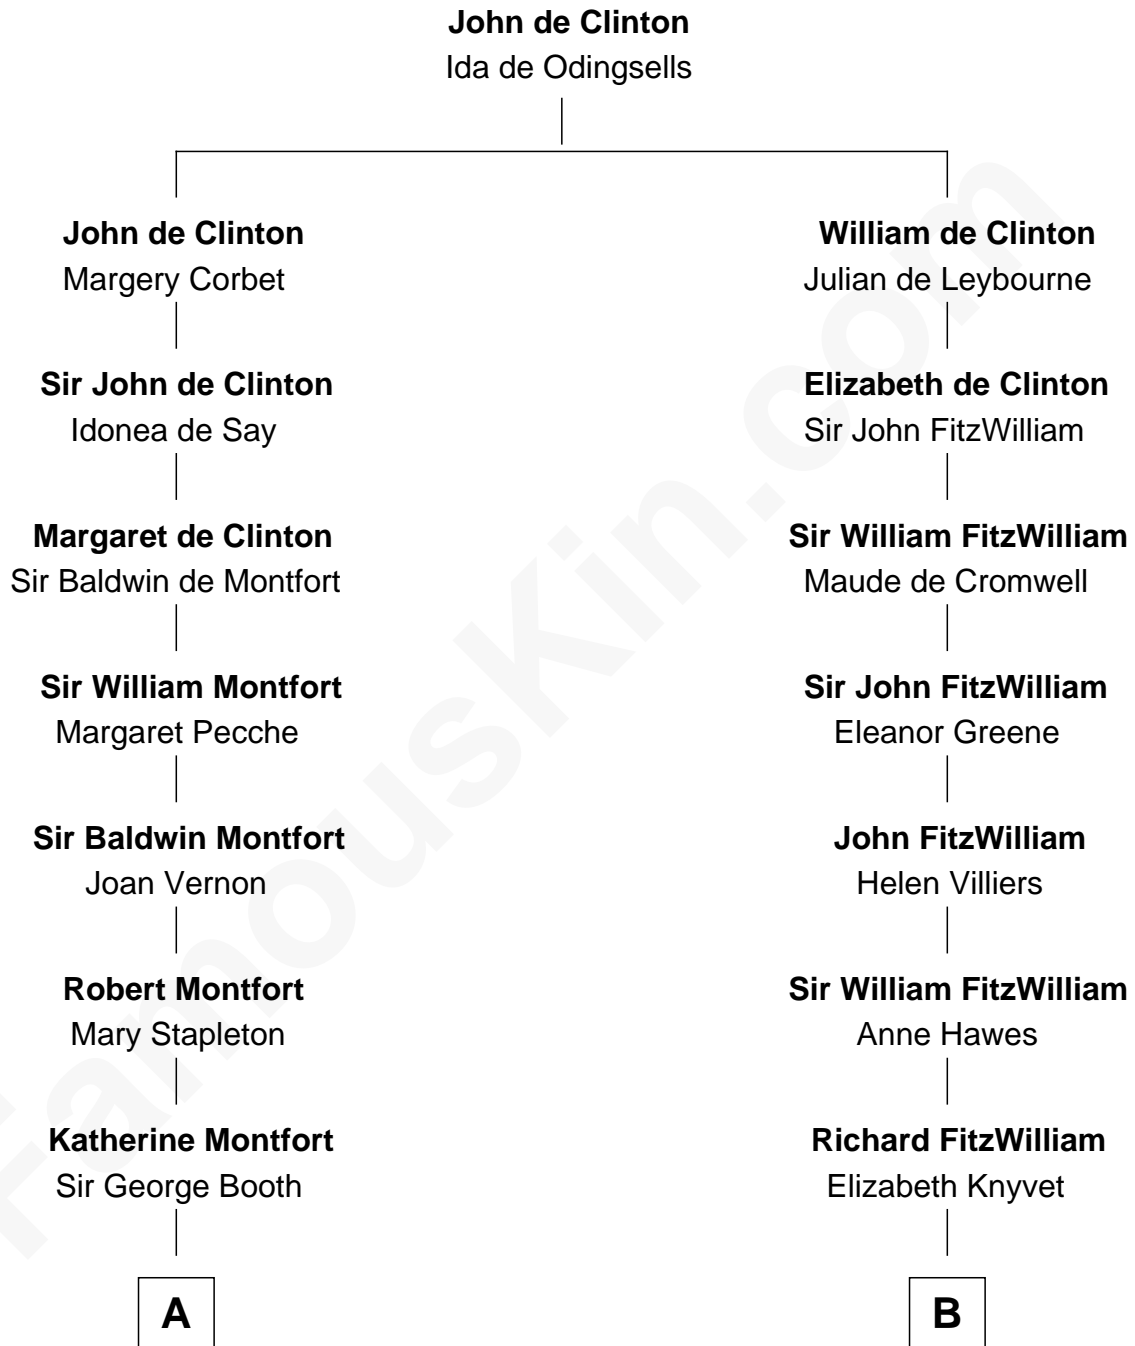 John de Clinton
Ida de Odingsells
John de Clinton
Margery Corbet
William de Clinton
Julian de Leybourne
Sir John de Clinton
Idonea de Say
Elizabeth de Clinton
Sir John FitzWilliam
Margaret de Clinton
Sir Baldwin de Montfort
Sir William FitzWilliam
Maude de Cromwell
Sir William Montfort
Margaret Pecche
Sir John FitzWilliam
Eleanor Greene
Sir Baldwin Montfort
Joan Vernon
John FitzWilliam
Helen Villiers
Robert Montfort
Mary Stapleton
Sir William FitzWilliam
Anne Hawes
Katherine Montfort
Sir George Booth
Richard FitzWilliam
Elizabeth Knyvet
A
B
FamousKin.com